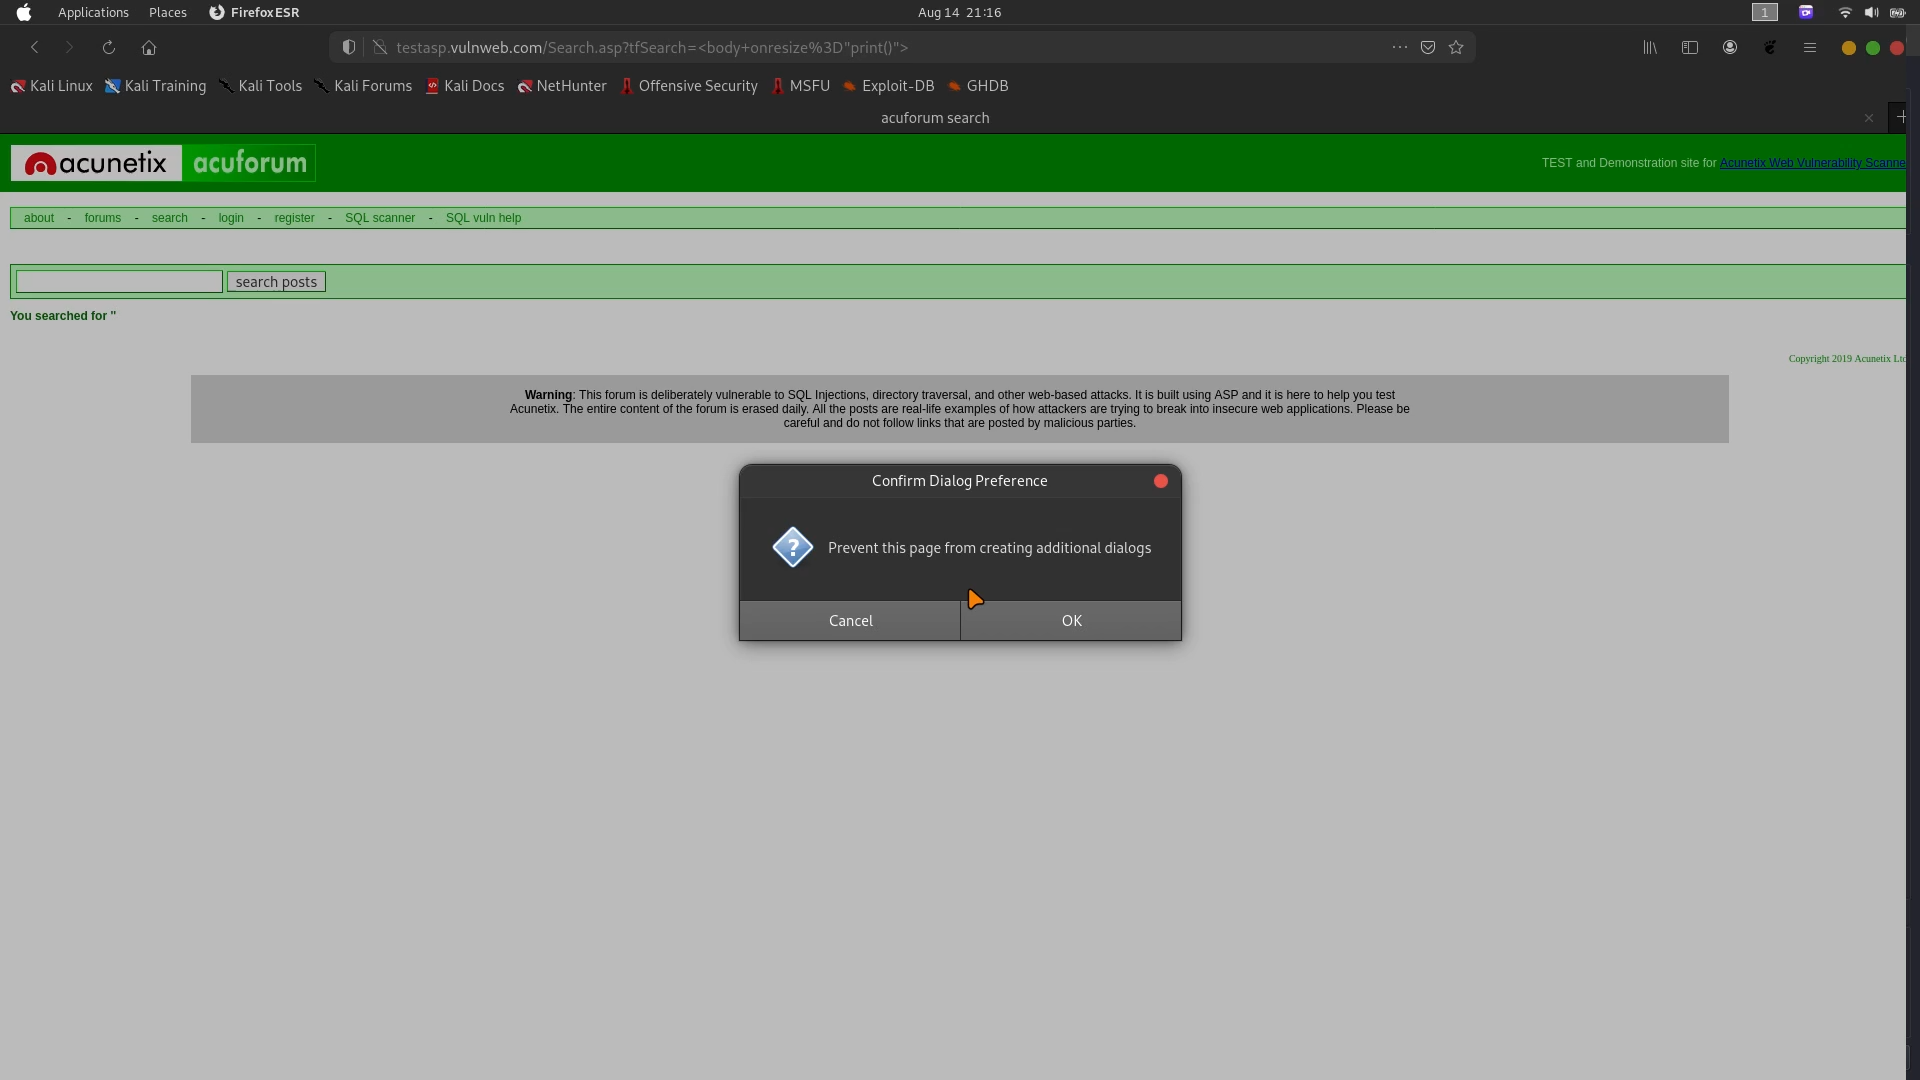 Applications Places Firefox ESR Aug 14 21:16 1
testasp.vulnweb.com/Search.asp?tfSearch=<body+onresize%3D"print()">
Kali Linux Kali Training Kali Tools Kali Forums Kali Docs NetHunter Offensive Security MSFU Exploit-DB GHDB
acuforum search
acunetix acuforum TEST and Demonstration site for Acunetix Web Vulnerability Scanne
about - forums - search - login - register - SQL scanner - SQL vuln help
search posts
You searched for ''
Copyright 2019 Acunetix Ltd
Warning: This forum is deliberately vulnerable to SQL Injections, directory traversal, and other web-based attacks. It is built using ASP and it is here to help you test
Acunetix. The entire content of the forum is erased daily. All the posts are real-life examples of how attackers are trying to break into insecure web applications. Please be
careful and do not follow links that are posted by malicious parties.
Confirm Dialog Preference
Prevent this page from creating additional dialogs
Cancel OK